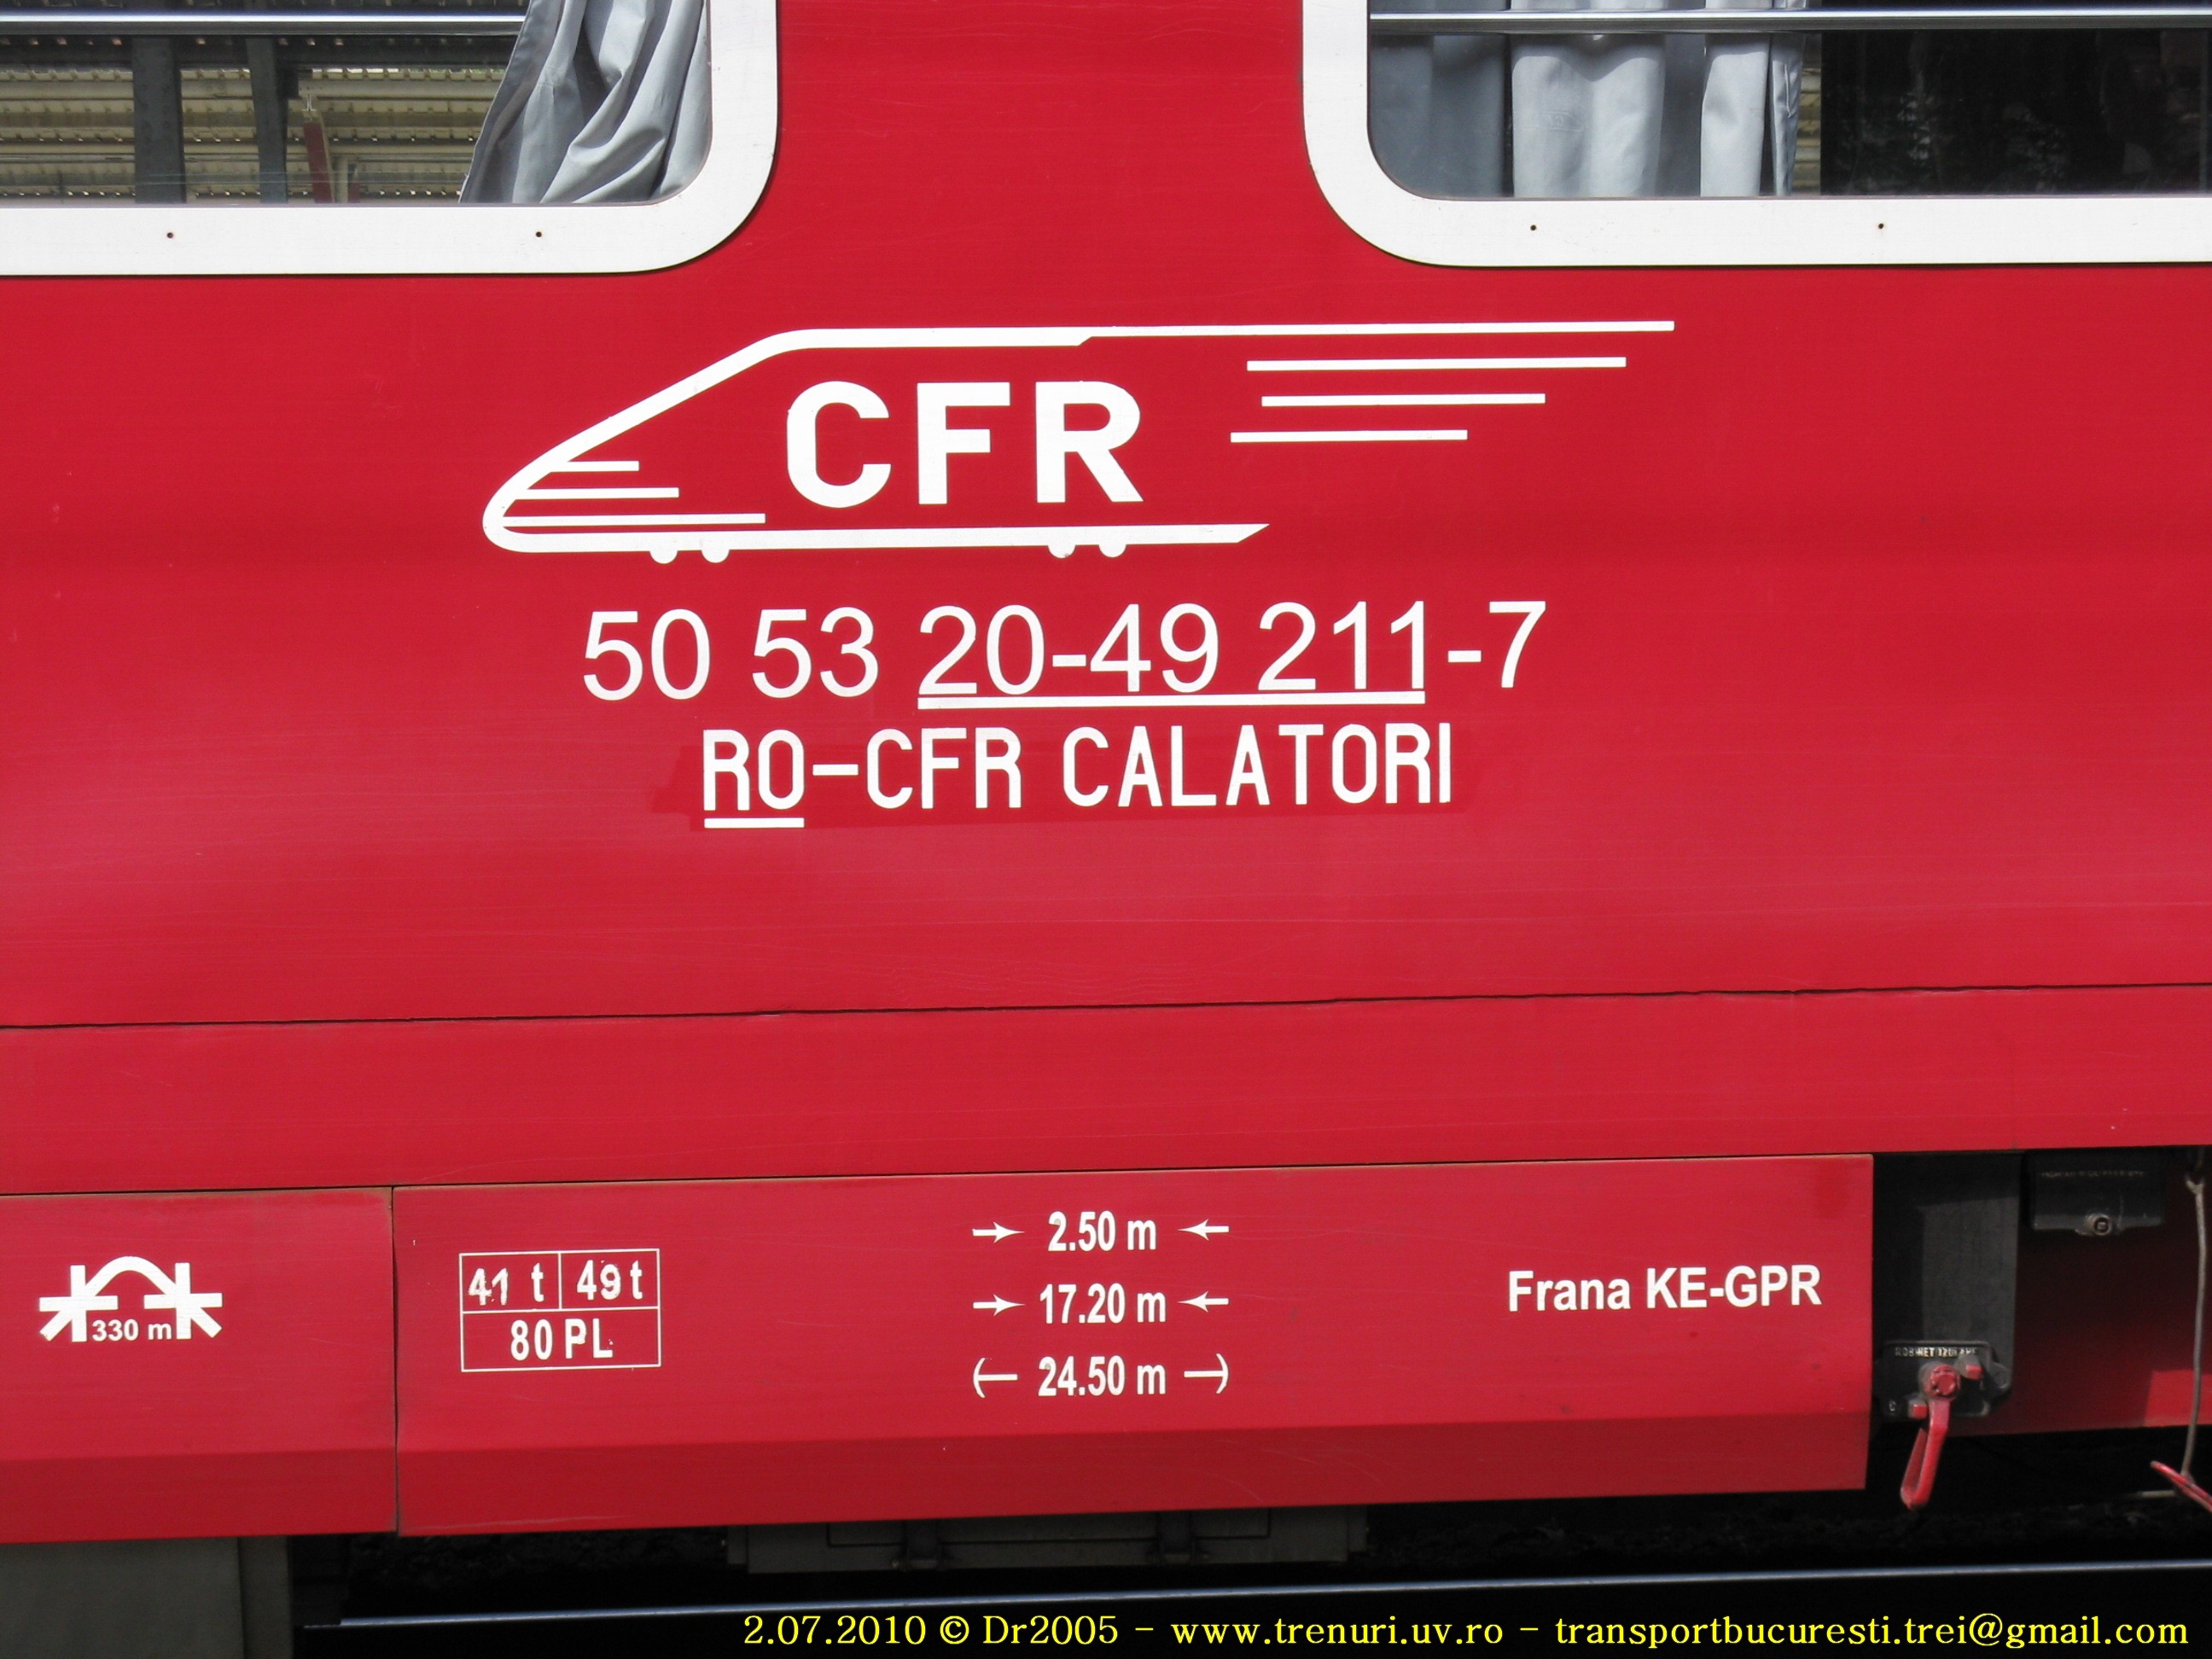 CFR
50 53 20-49 211-7
RO-CFR CALATORI
330 m
41 t 49 t
80 PL
2.50 m
17.20 m
24.50 m
Frana KE-GPR
2.07.2010 © Dr2005 - www.trenuri.uv.ro - transportbucuresti.trei@gmail.com